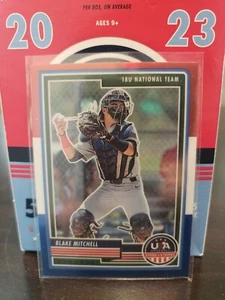 PER BOX, ON AVERAGE
AGES 9+
20 23
18U NATIONAL TEAM
USA
BLAKE MITCHELL